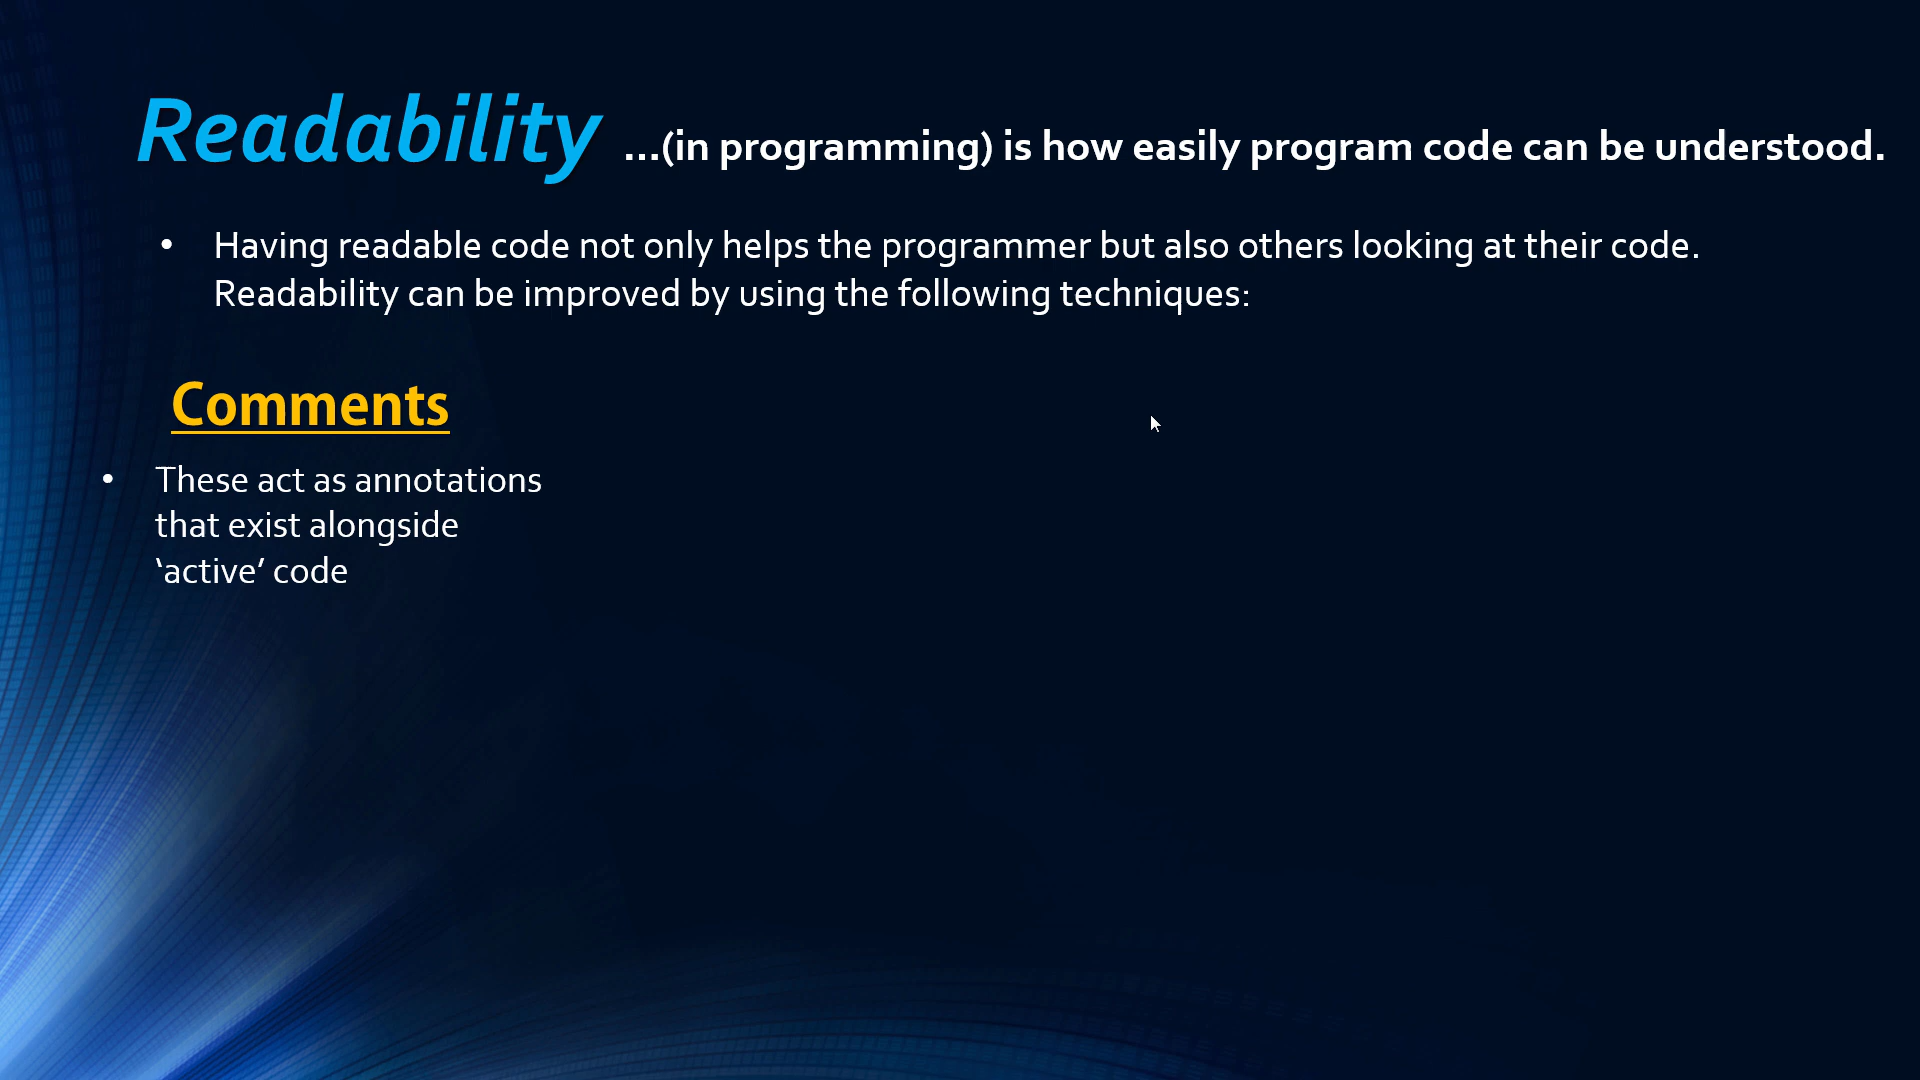 Readability ...(in programming) is how easily program code can be understood.
• Having readable code not only helps the programmer but also others looking at their code.
Readability can be improved by using the following techniques:
Comments
• These act as annotations
that exist alongside
‘active’ code